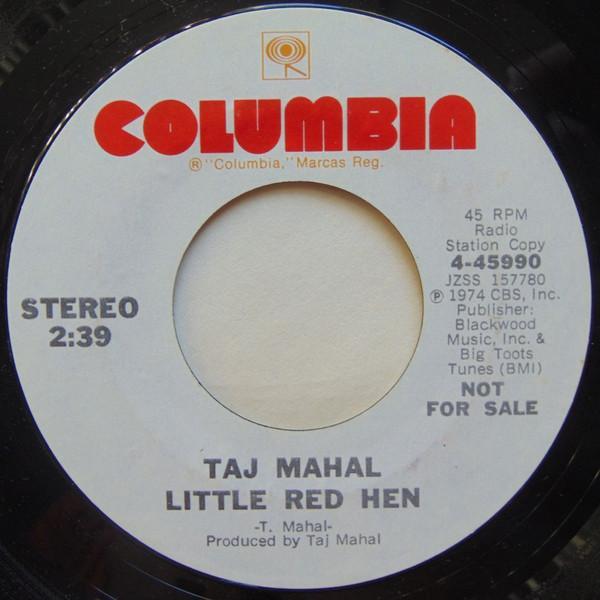 COLUMBIA
®"Columbia," Marcas Reg.
45 RPM
Radio
Station Copy
4-45990
JZSS 157780
℗ 1974 CBS, Inc.
Publisher:
Blackwood
Music, Inc. &
Big Toots
Tunes (BMI)
NOT
FOR SALE
STEREO
2:39
TAJ MAHAL
LITTLE RED HEN
-T. Mahal-
Produced by Taj Mahal